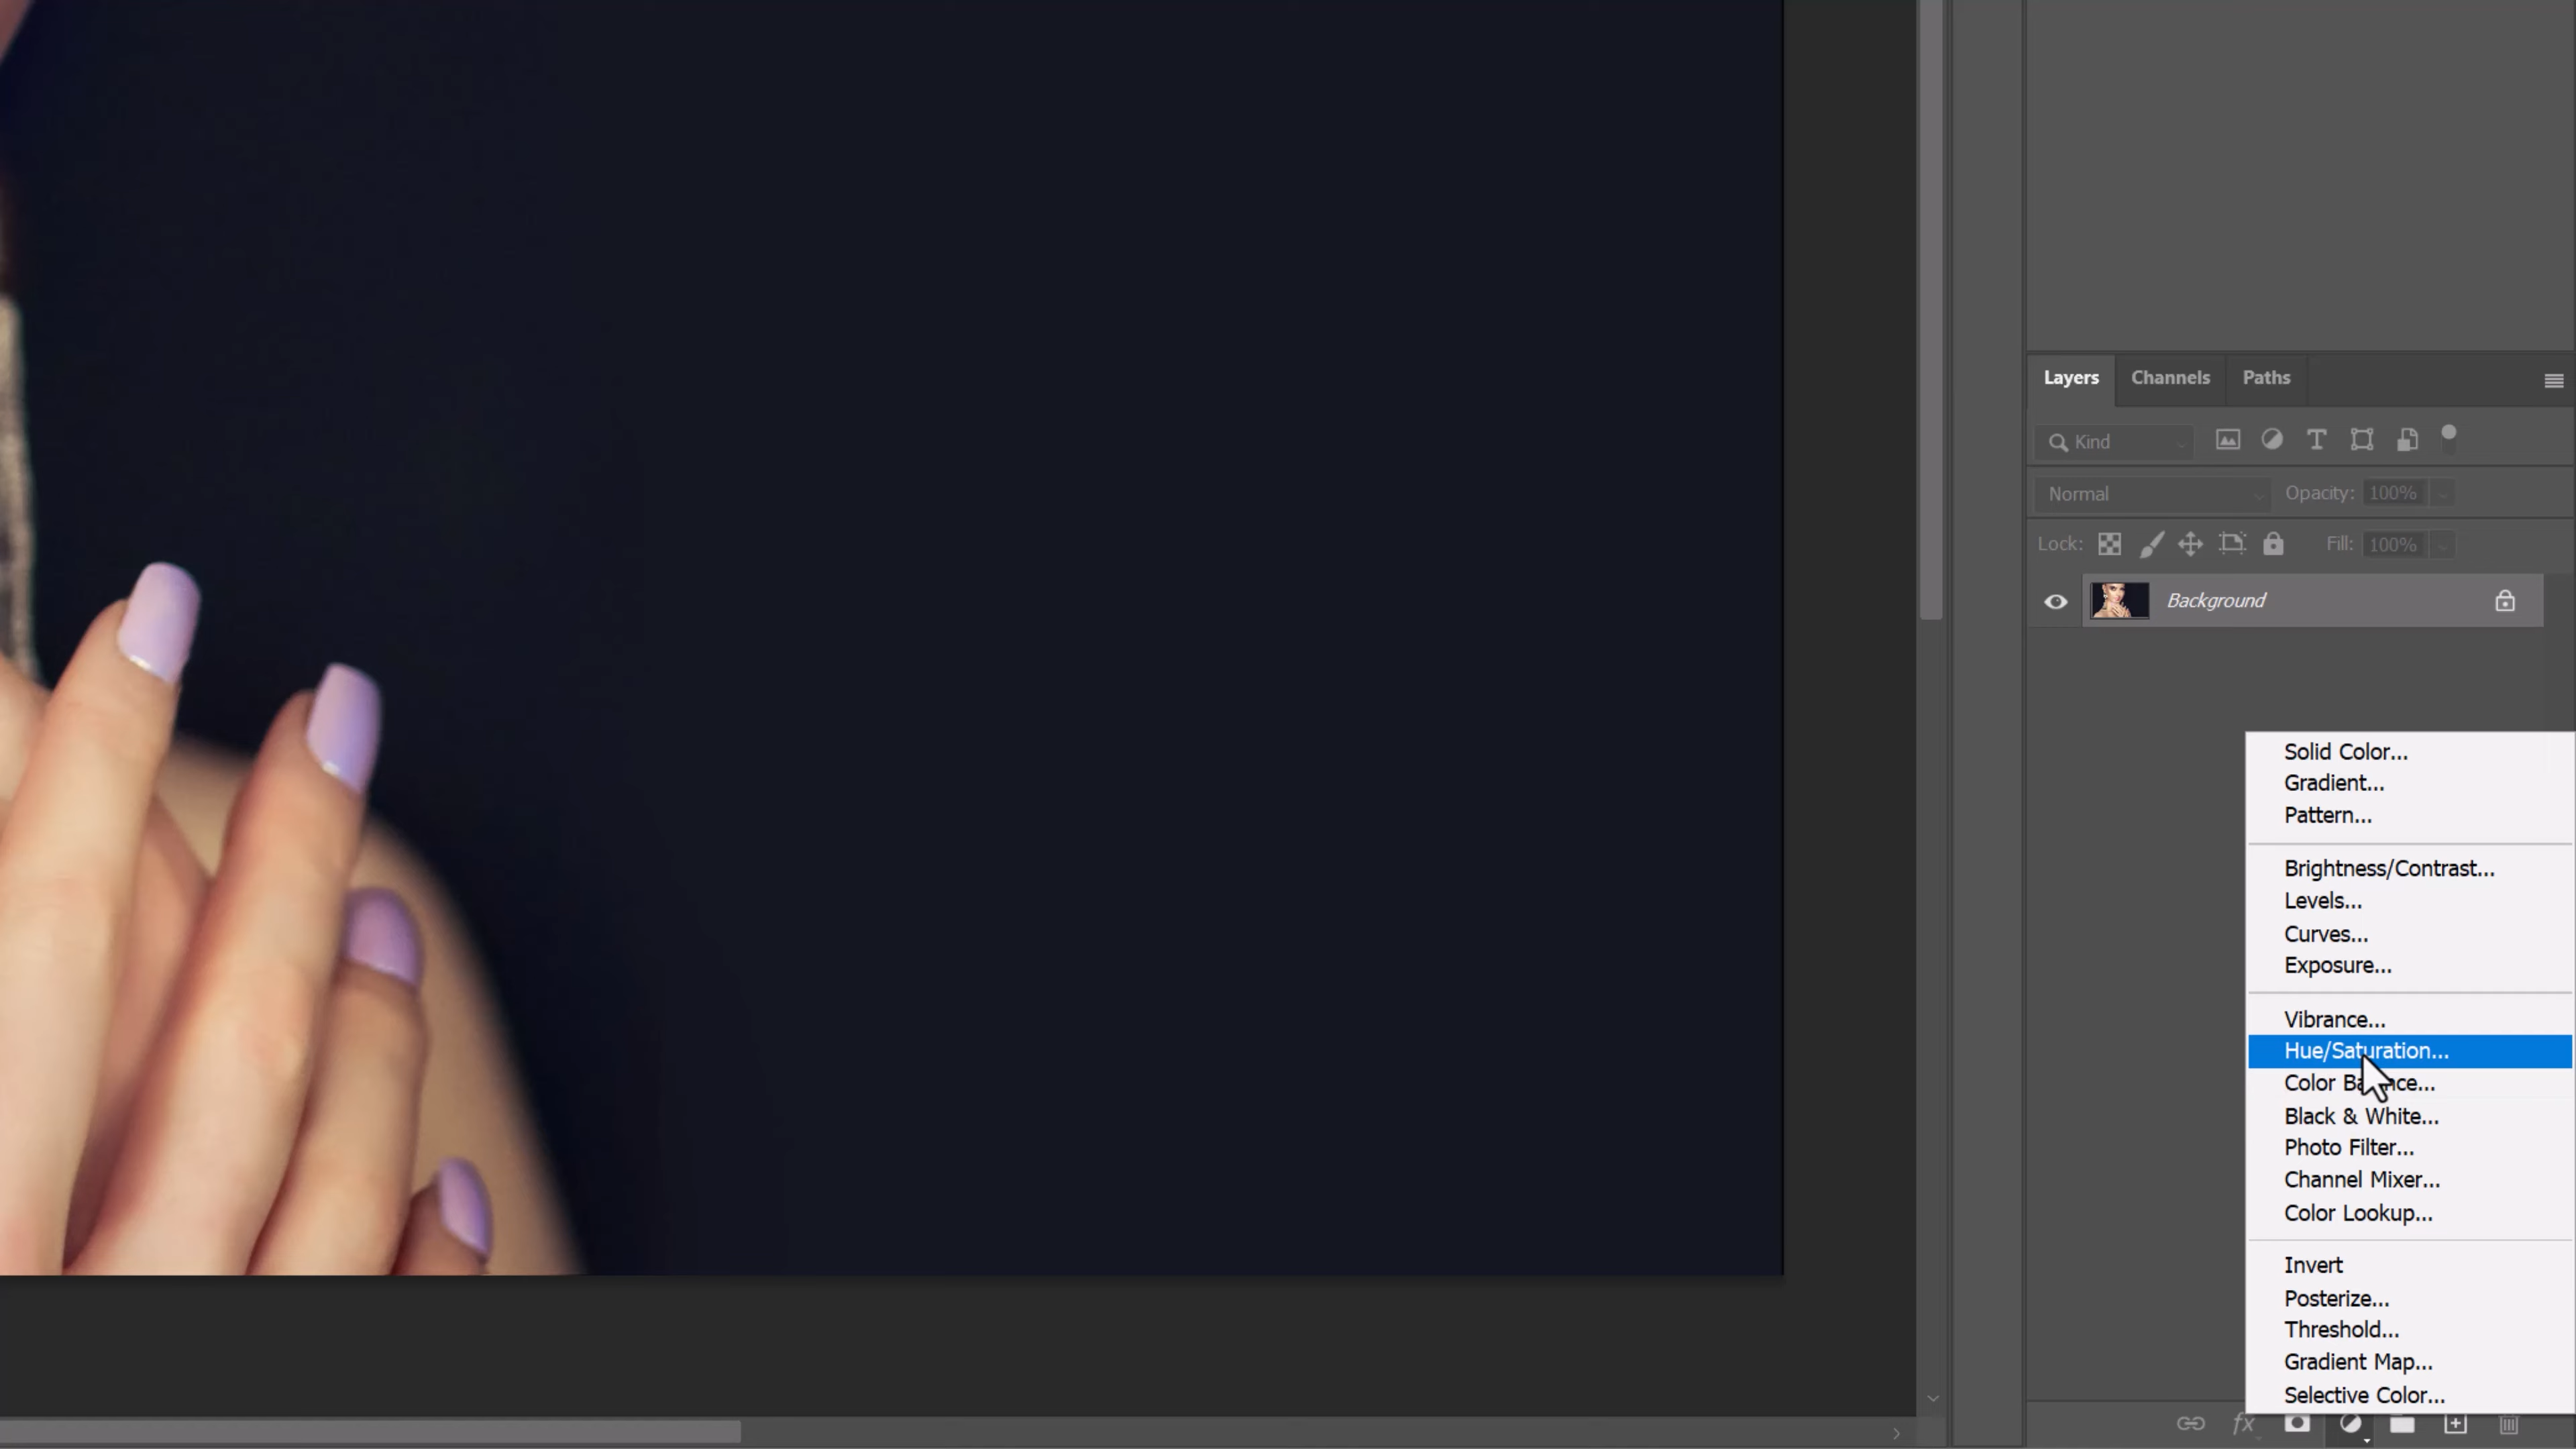 Layers Channels Paths
Kind
Normal Opacity: 100%
Lock: Fill: 100%
Background
Solid Color...
Gradient...
Pattern...
Brightness/Contrast...
Levels...
Curves...
Exposure...
Vibrance...
Hue/Saturation...
Color Balance...
Black & White...
Photo Filter...
Channel Mixer...
Color Lookup...
Invert
Posterize...
Threshold...
Gradient Map...
Selective Color...
fx